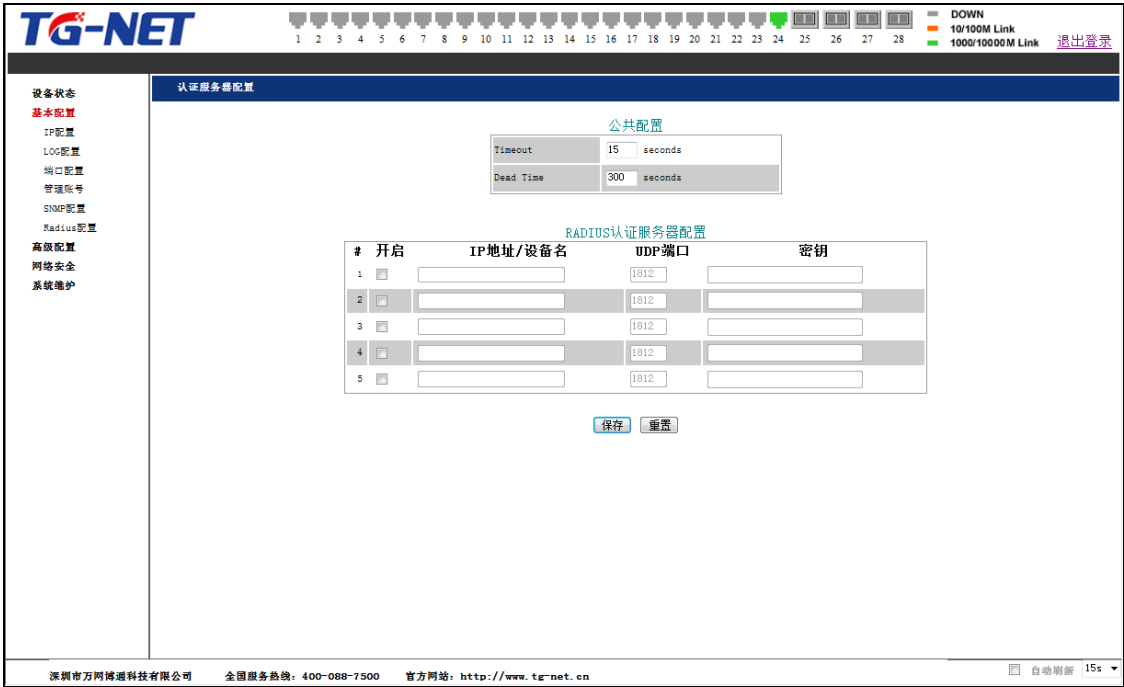 TG-NET
1 2 3 4 5 6 7 8 9 10 11 12 13 14 15 16 17 18 19 20 21 22 23 24 25 26 27 28
DOWN
10/100M Link
1000/10000M Link
退出登录
设备状态
基本配置
IP配置
LOG配置
端口配置
管理账号
SNMP配置
Radius配置
高级配置
网络安全
系统维护
认证服务器配置
公共配置
Timeout 15 seconds
Dead Time 300 seconds
RADIUS认证服务器配置
# 开启 IP地址/设备名 UDP端口 密钥
1 1812
2 1812
3 1812
4 1812
5 1812
保存 重置
深圳市万网博通科技有限公司 全国服务热线: 400-088-7500 官方网站: http://www.tg-net.cn
自动刷新 15s